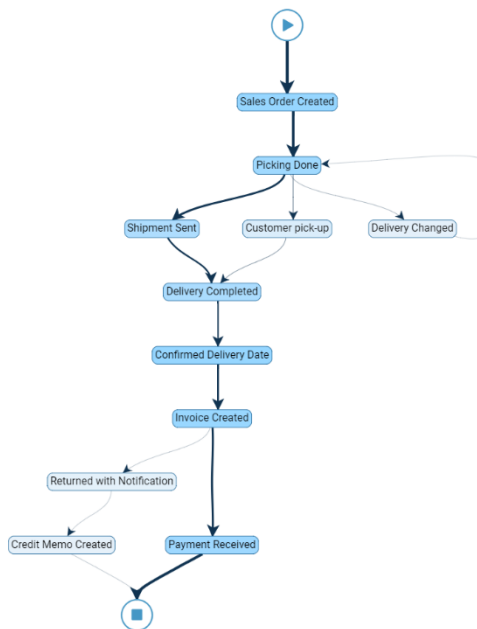 Sales Order Created
Picking Done
Shipment Sent
Customer pick-up
Delivery Changed
Delivery Completed
Confirmed Delivery Date
Invoice Created
Returned with Notification
Credit Memo Created
Payment Received